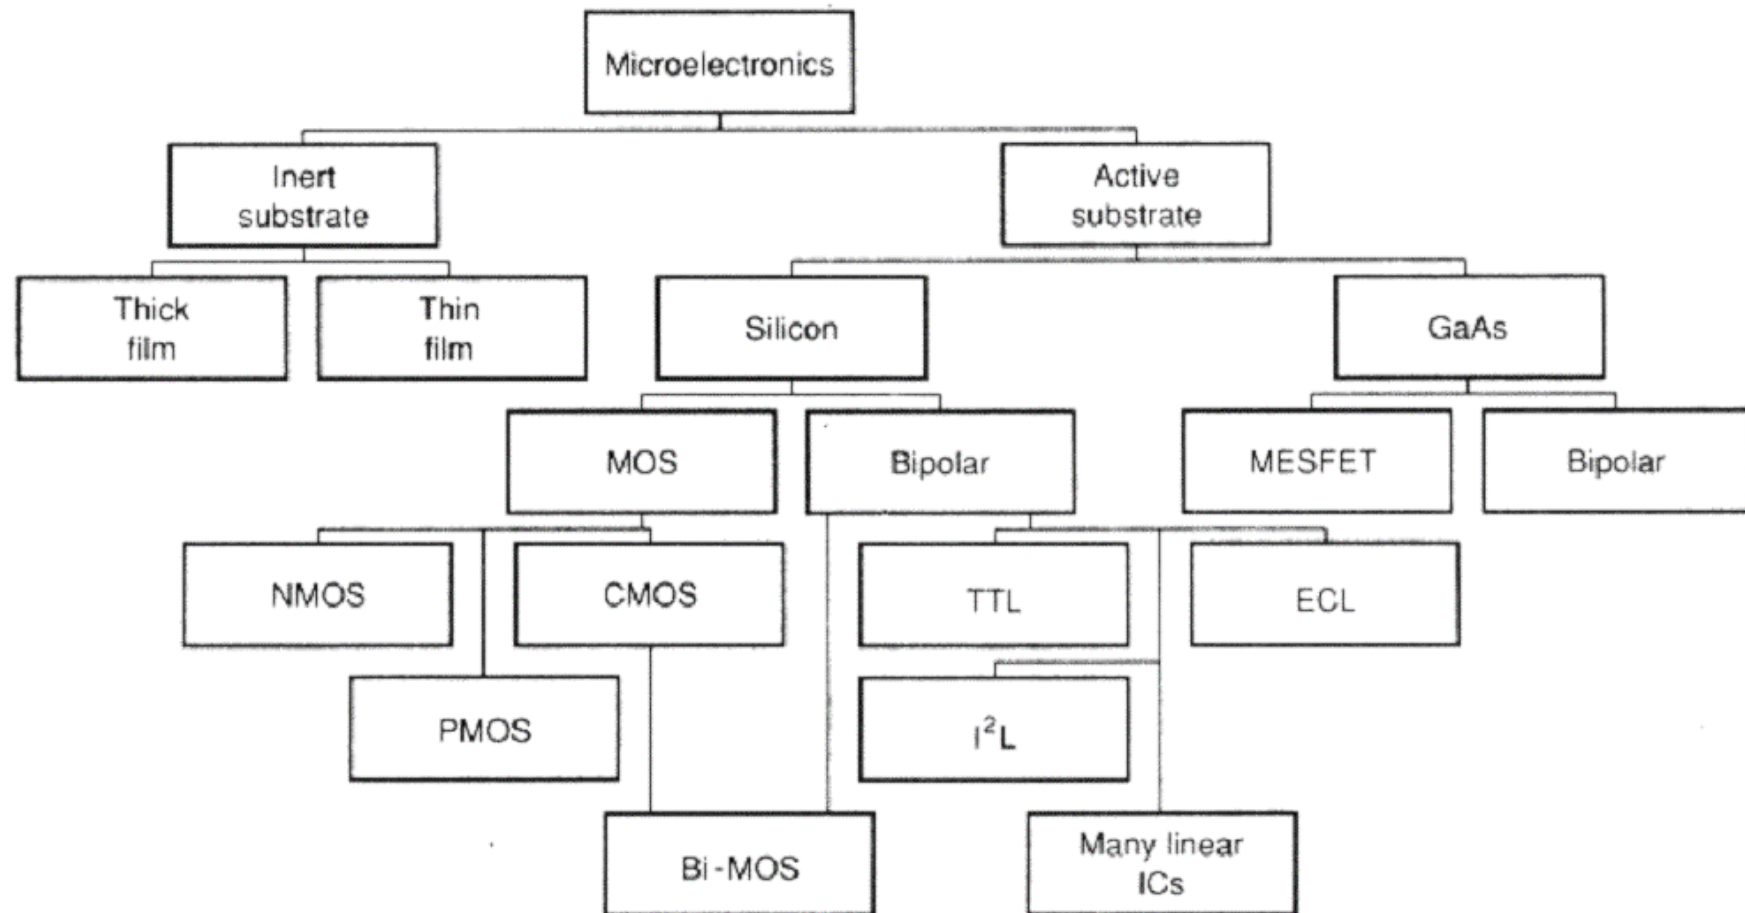 Microelectronics
Inert
substrate
Active
substrate
Thick
film
Thin
film
Silicon
GaAs
MOS
Bipolar
MESFET
Bipolar
NMOS
CMOS
TTL
ECL
PMOS
I²L
Bi-MOS
Many linear
ICs